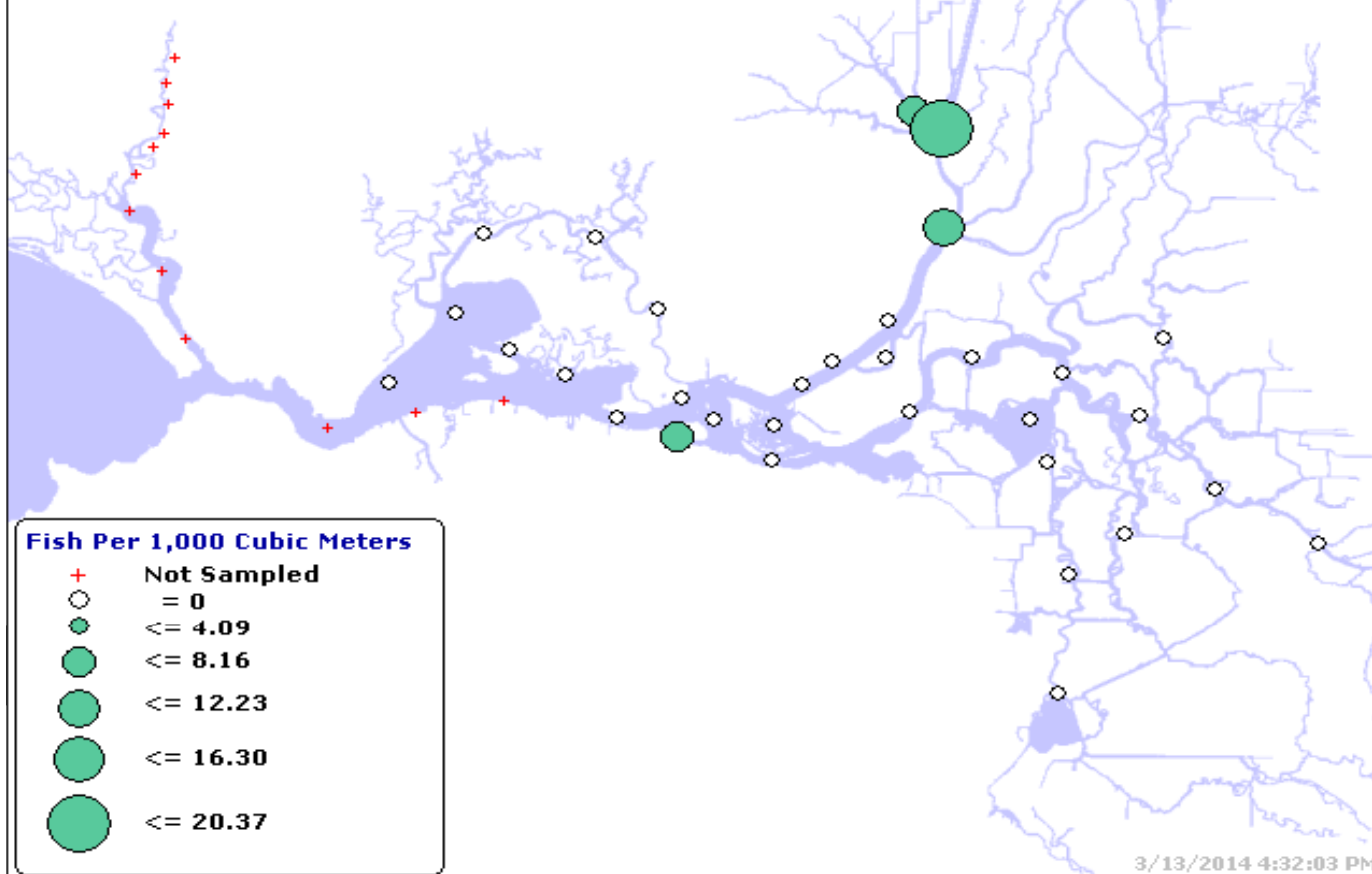 Fish Per 1,000 Cubic Meters
+ Not Sampled
= 0
<= 4.09
<= 8.16
<= 12.23
<= 16.30
<= 20.37
3/13/2014 4:32:03 PM